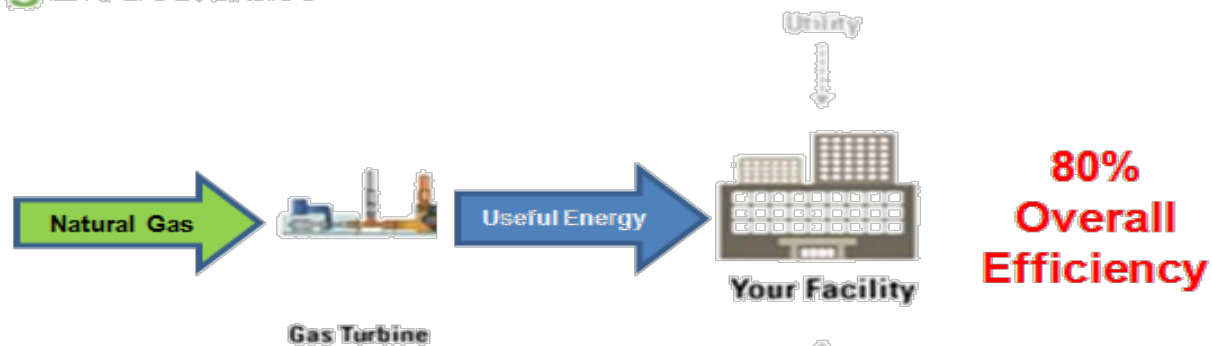 Utility
Natural Gas
Useful Energy
80%
Overall
Efficiency
Your Facility
Gas Turbine